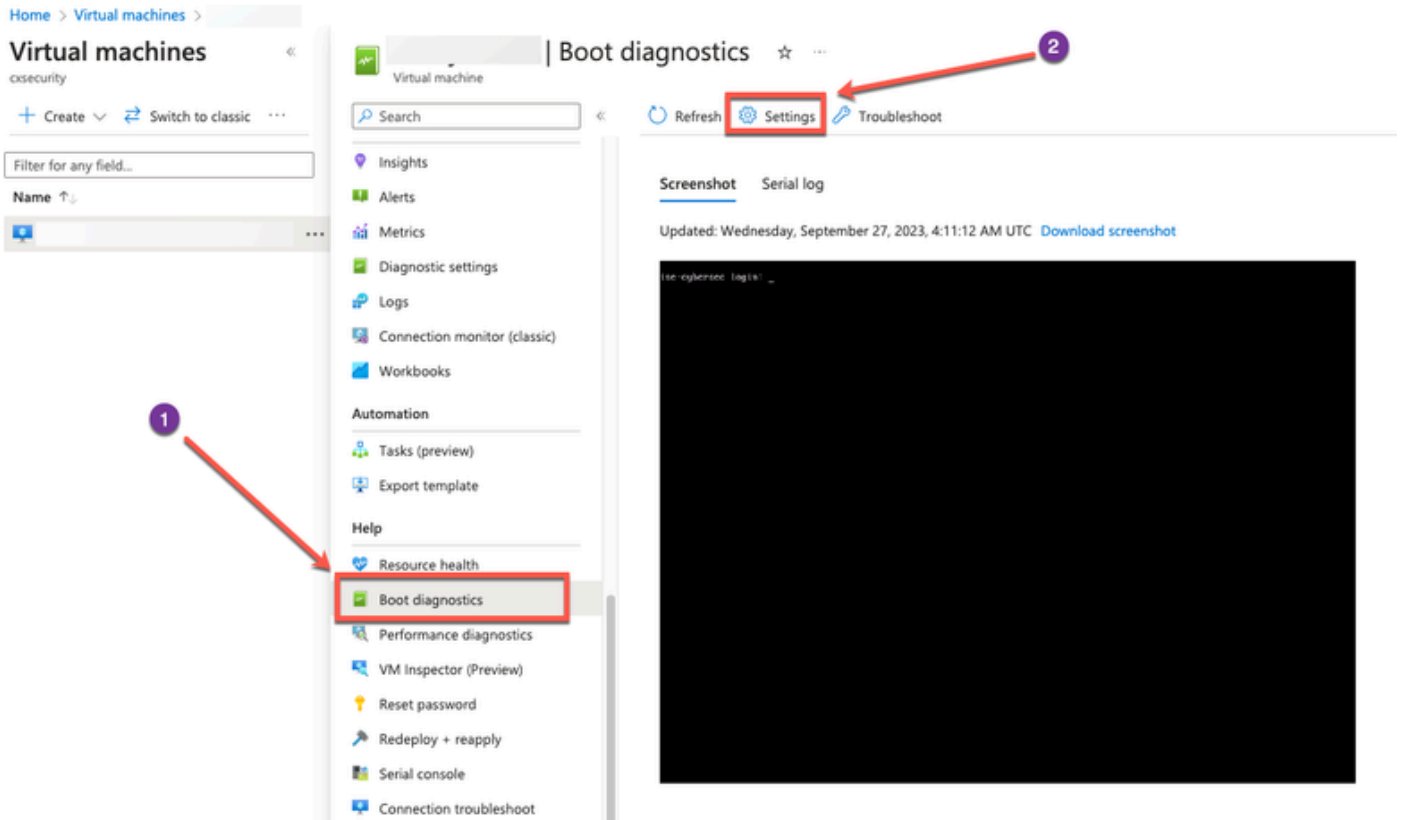 Home > Virtual machines >
Virtual machines
cxsecurity
Create
Switch to classic
Filter for any field...
Name
| Boot diagnostics
Virtual machine
Search
Insights
Alerts
Metrics
Diagnostic settings
Logs
Connection monitor (classic)
Workbooks
Automation
Tasks (preview)
Export template
Help
Resource health
Boot diagnostics
Performance diagnostics
VM Inspector (Preview)
Reset password
Redeploy + reapply
Serial console
Connection troubleshoot
1
2
Refresh
Settings
Troubleshoot
Screenshot
Serial log
Updated: Wednesday, September 27, 2023, 4:11:12 AM UTC Download screenshot
ise-cybersec login: _